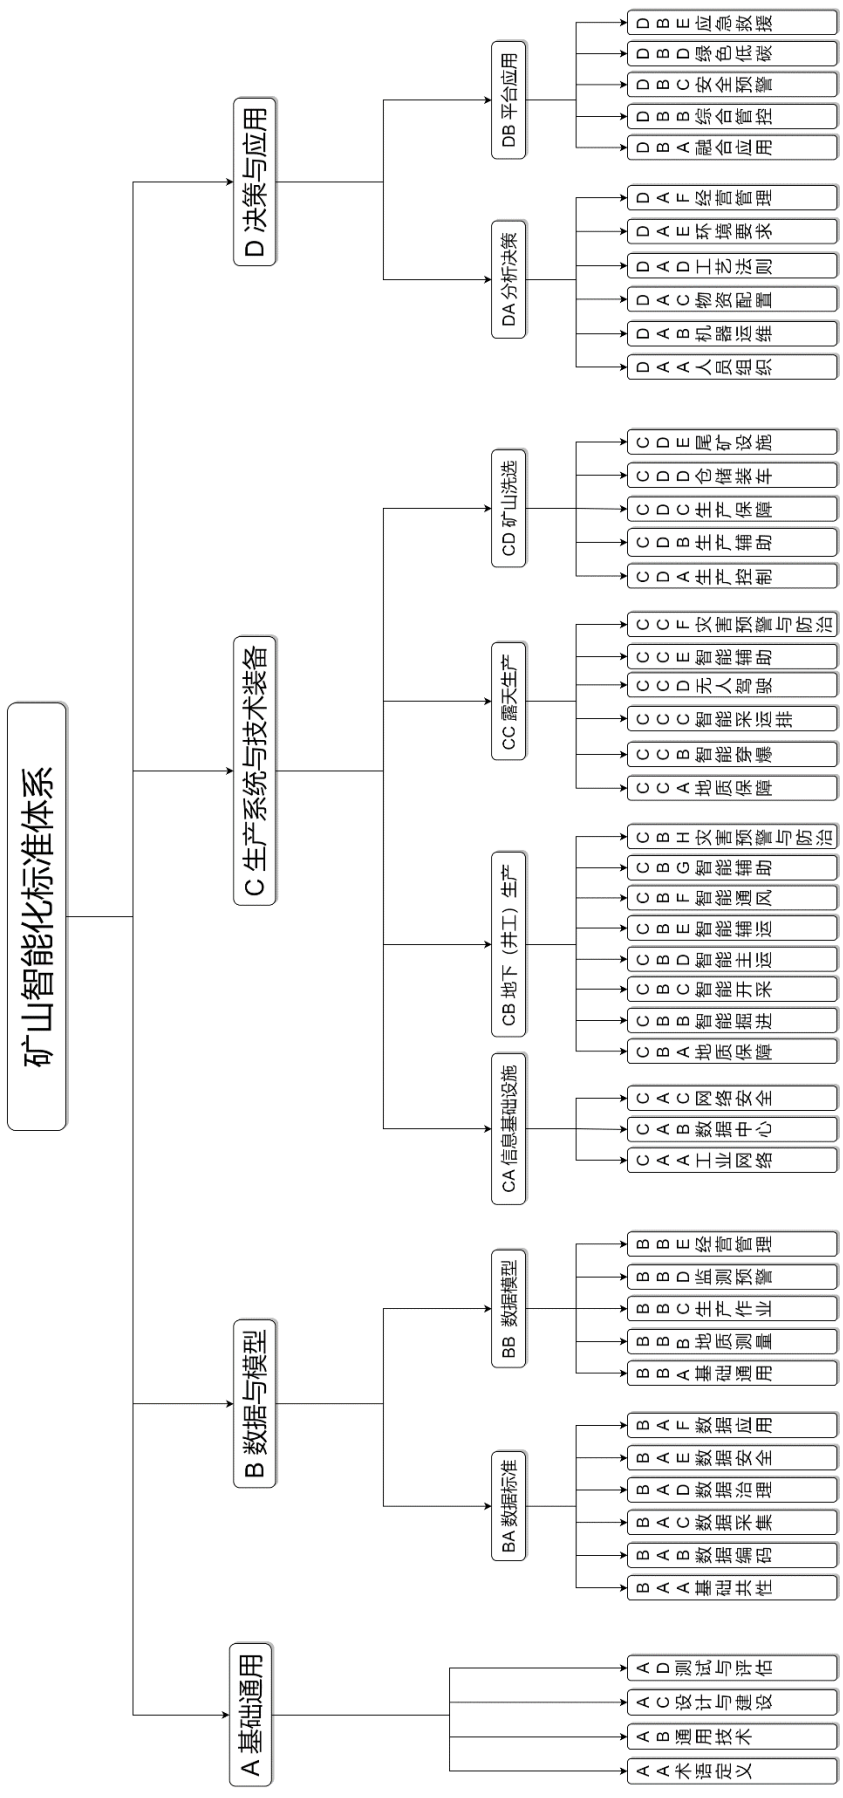 矿山智能化标准体系
A 基础通用
B 数据与模型
C 生产系统与技术装备
D 决策与应用
BA 数据标准
BB 数据模型
CA 信息基础设施
CB 地下（井工）生产
CC 露天生产
CD 矿山洗选
DA 分析决策
DB 平台应用
AA术语定义
AB通用技术
AC设计与建设
AD测试与评估
BAA基础共性
BAB数据编码
BAC数据采集
BAD数据治理
BAE数据安全
BAF数据应用
BBA基础通用
BBB地质测量
BBC生产作业
BBD监测预警
BBE经营管理
CAA工业网络
CAB数据中心
CAC网络安全
CBA地质保障
CBB智能掘进
CBC智能开采
CBD智能主运
CBE智能辅运
CBF智能通风
CBG智能辅助
CBH灾害预警与防治
CCA地质保障
CCB智能穿爆
CCC智能采运排
CCD无人驾驶
CCE智能辅助
CCF灾害预警与防治
CDA生产控制
CDB生产辅助
CDC生产保障
CDD仓储装车
CDE尾矿设施
DAA人员组织
DAB机器运维
DAC物资配置
DAD工艺法则
DAE环境要求
DAF经营管理
DBA融合应用
DBB综合管控
DBC安全预警
DBD绿色低碳
DBE应急救援